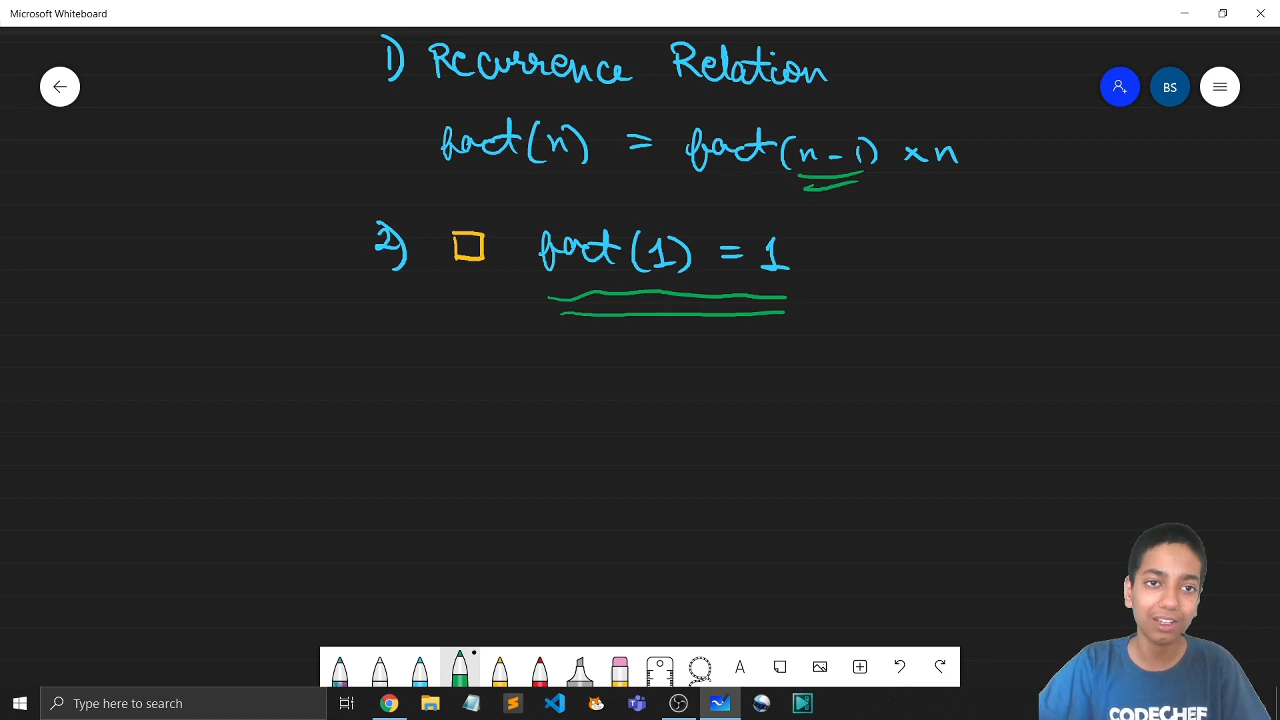 Microsoft Whiteboard
1) Recurrence Relation
BS
fact(n) = fact(n-1) × n
2) fact(1) = 1
A
Type here to search
CODECHEF